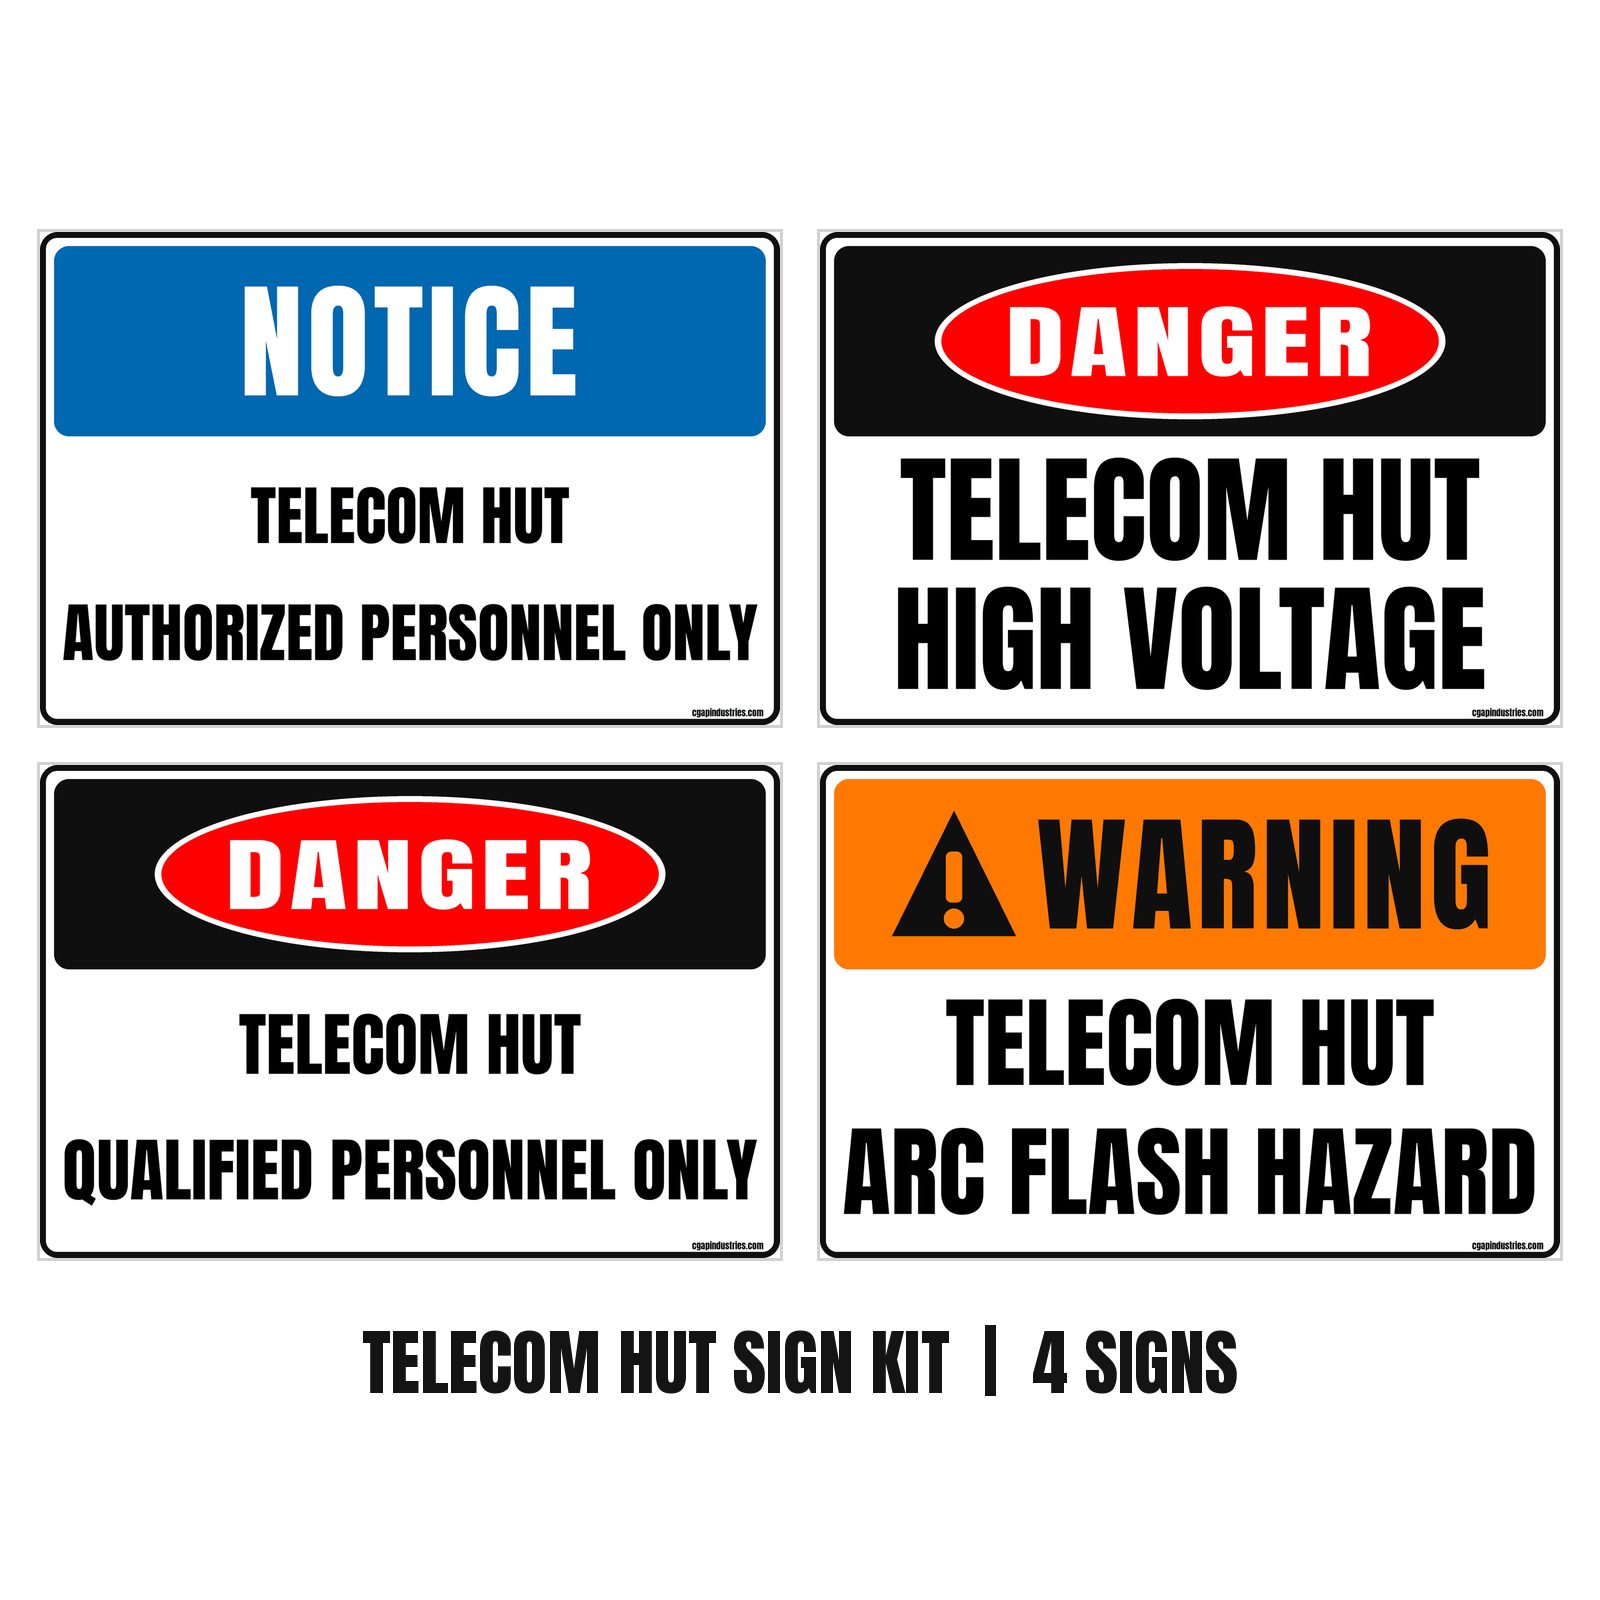 NOTICE
TELECOM HUT
AUTHORIZED PERSONNEL ONLY
cgapindustries.com
DANGER
TELECOM HUT
HIGH VOLTAGE
cgapindustries.com
DANGER
TELECOM HUT
QUALIFIED PERSONNEL ONLY
cgapindustries.com
WARNING
TELECOM HUT
ARC FLASH HAZARD
cgapindustries.com
TELECOM HUT SIGN KIT | 4 SIGNS